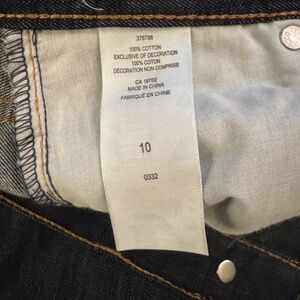 376798
100% COTTON
EXCLUSIVE OF DECORATION
100% COTON
DÉCORATION NON COMPRISE
CA 16702
MADE IN CHINA
FABRIQUÉ EN CHINE
10
0332